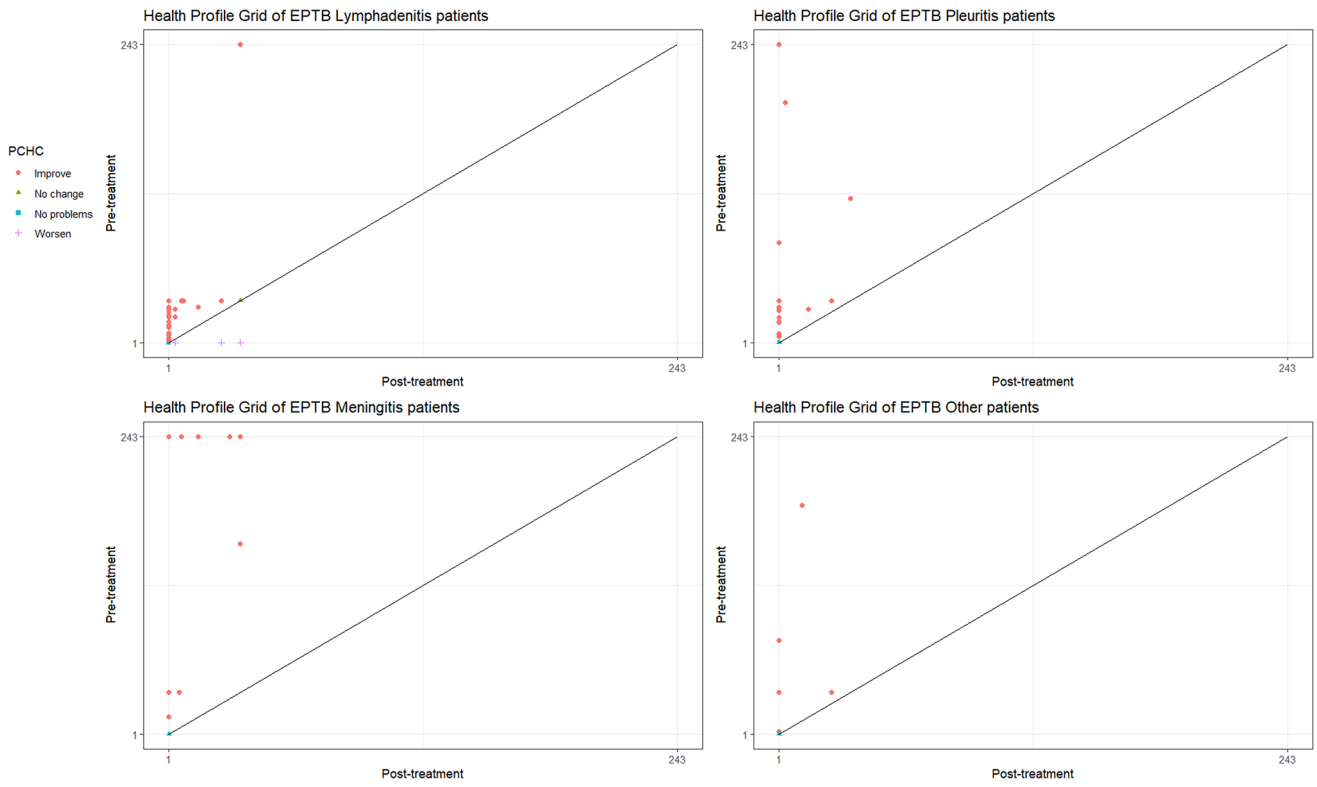 Health Profile Grid of EPTB Lymphadenitis patients
243
1
Pre-treatment
1
243
Post-treatment
PCHC
Improve
No change
No problems
Worsen
Health Profile Grid of EPTB Pleuritis patients
243
1
Pre-treatment
1
243
Post-treatment
Health Profile Grid of EPTB Meningitis patients
243
1
Pre-treatment
1
243
Post-treatment
Health Profile Grid of EPTB Other patients
243
1
Pre-treatment
1
243
Post-treatment